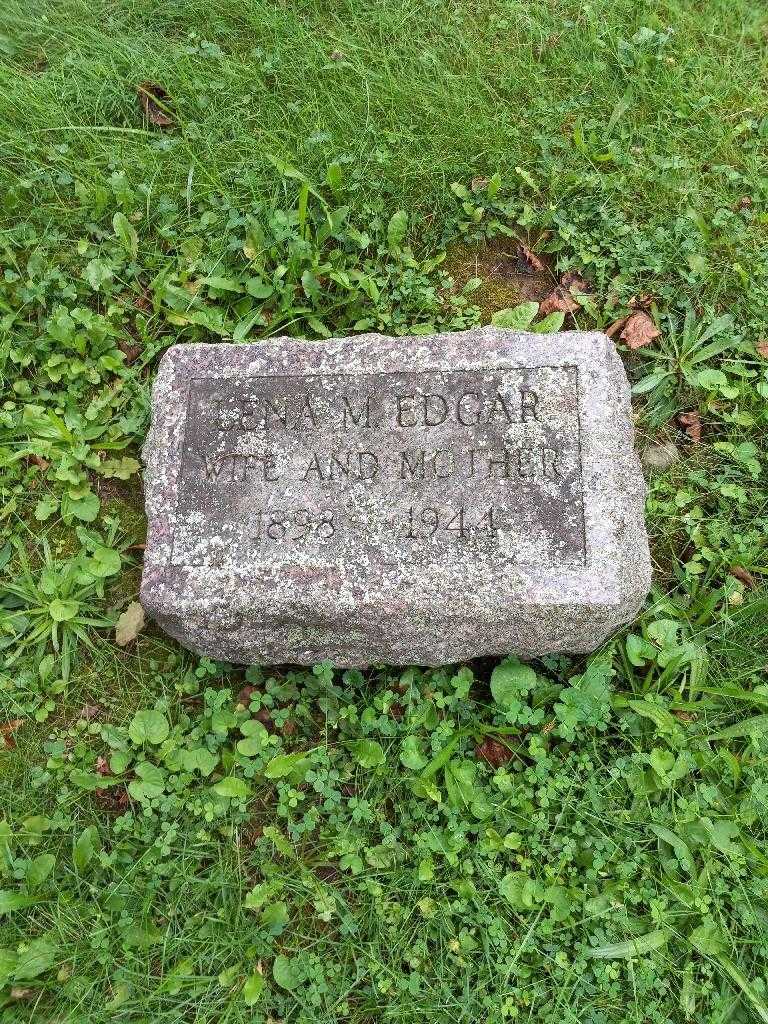 LENA M. EDGAR
WIFE AND MOTHER
1898 1944